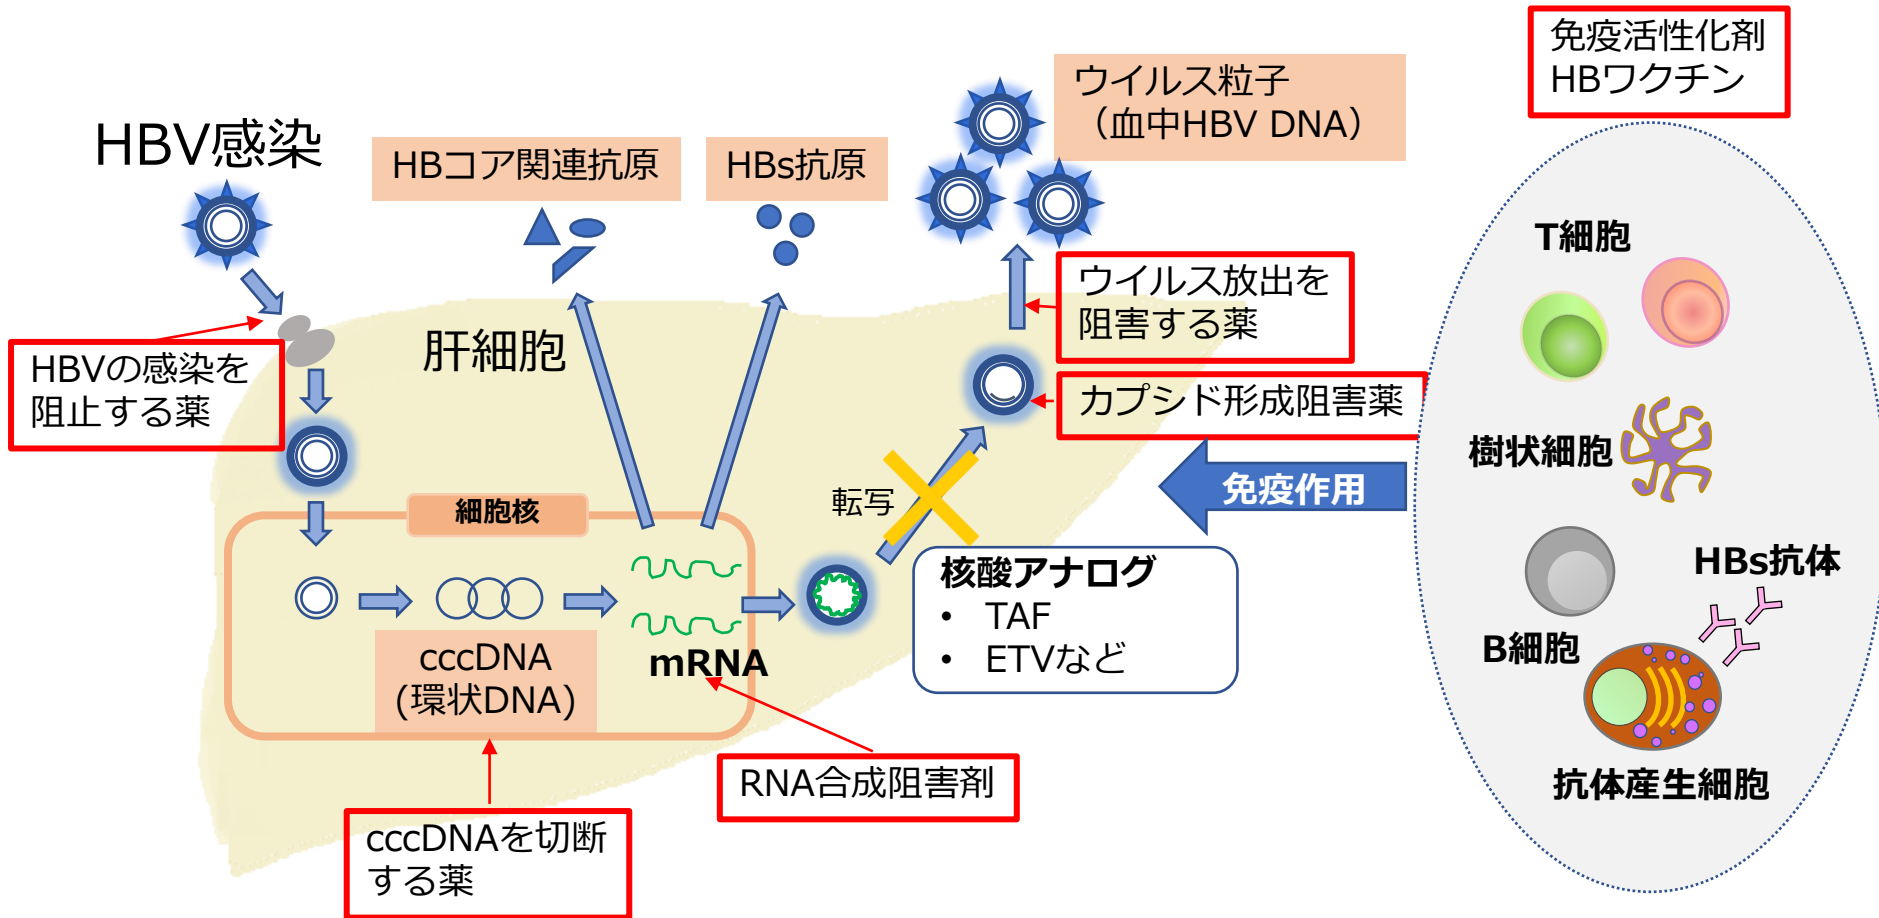 免疫活性化剤
HBワクチン
ウイルス粒子
（血中HBV DNA）
HBV感染
HBコア関連抗原
HBs抗原
T細胞
ウイルス放出を
阻害する薬
肝細胞
HBVの感染を
阻止する薬
カプシド形成阻害薬
樹状細胞
免疫作用
転写
細胞核
核酸アナログ
• TAF
• ETVなど
HBs抗体
B細胞
cccDNA
(環状DNA)
mRNA
RNA合成阻害剤
抗体産生細胞
cccDNAを切断
する薬